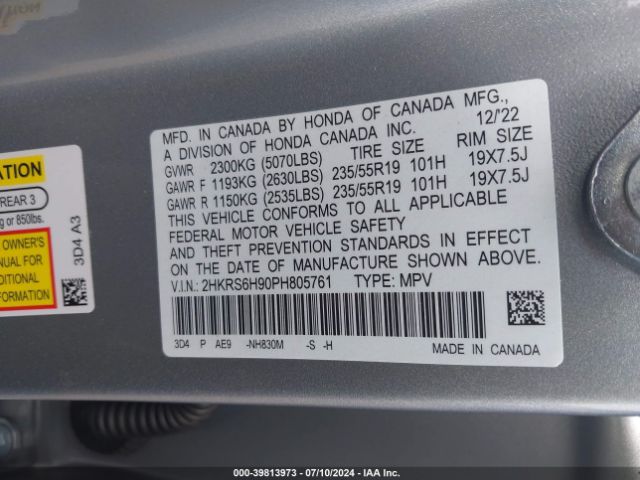 MFD. IN CANADA BY HONDA OF CANADA MFG., 12/'22
A DIVISION OF HONDA CANADA INC.
GVWR 2300KG (5070LBS) TIRE SIZE RIM SIZE
GAWR F 1193KG (2630LBS) 235/55R19 101H 19X7.5J
GAWR R 1150KG (2535LBS) 235/55R19 101H 19X7.5J
THIS VEHICLE CONFORMS TO ALL APPLICABLE
FEDERAL MOTOR VEHICLE SAFETY
AND THEFT PREVENTION STANDARDS IN EFFECT
ON THE DATE OF MANUFACTURE SHOWN ABOVE.
V.I.N.: 2HKRS6H90PH805761 TYPE: MPV
3D4 P AE9 -NH830M -S -H
MADE IN CANADA
ATION
REAR 3
g or 850lbs.
OWNER'S
NUAL FOR
DITIONAL
FORMATION
3D4 A3
000-39813973 / 07/10/2024 / IAA Inc.